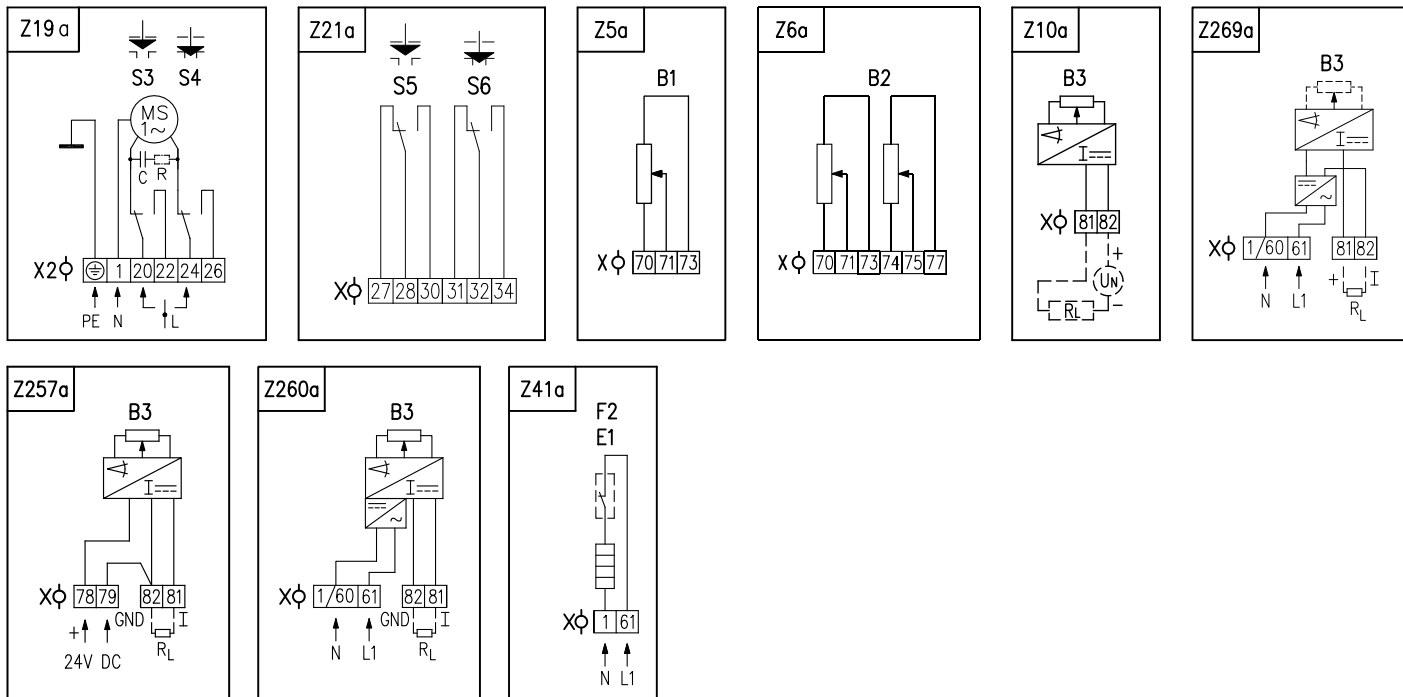 Z19a
S3 S4
MS
1~
C R
X2 1 20 22 24 26
PE N L
Z21a
S5 S6
X 27 28 30 31 32 34
Z5a
B1
X 70 71 73
Z6a
B2
X 70 71 73 74 75 77
Z10a
B3
I
X 81 82
+
UN
RL −
Z269a
B3
I
~
X 1/60 61 81 82
+ I
N L1 RL
Z257a
B3
I
X 78 79 82 81
GND I
+
24V DC RL
Z260a
B3
I
~
X 1/60 61 82 81
GND I
N L1 RL
Z41a
F2
E1
X 1 61
N L1